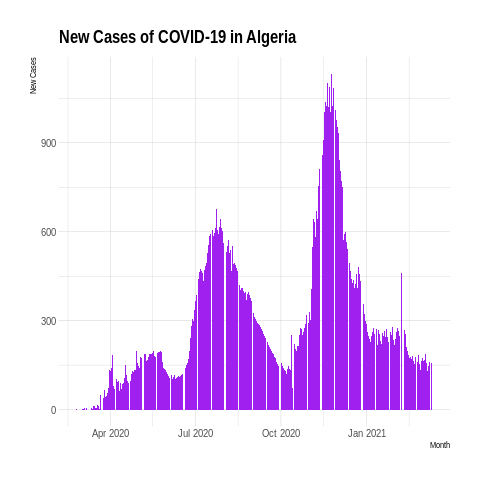 New Cases of COVID-19 in Algeria
New Cases
900
600
300
0
Apr 2020
Jul 2020
Oct 2020
Jan 2021
Month